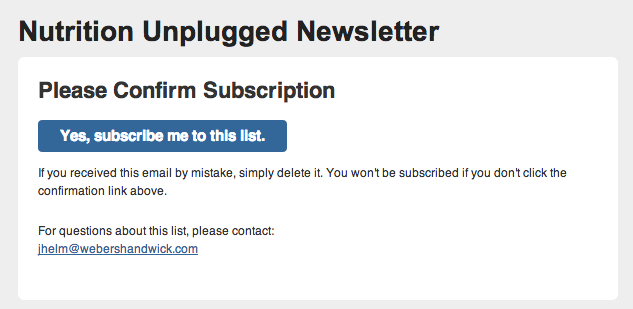 Nutrition Unplugged Newsletter
Please Confirm Subscription
Yes, subscribe me to this list.
If you received this email by mistake, simply delete it. You won't be subscribed if you don't click the
confirmation link above.
For questions about this list, please contact:
jhelm@webershandwick.com